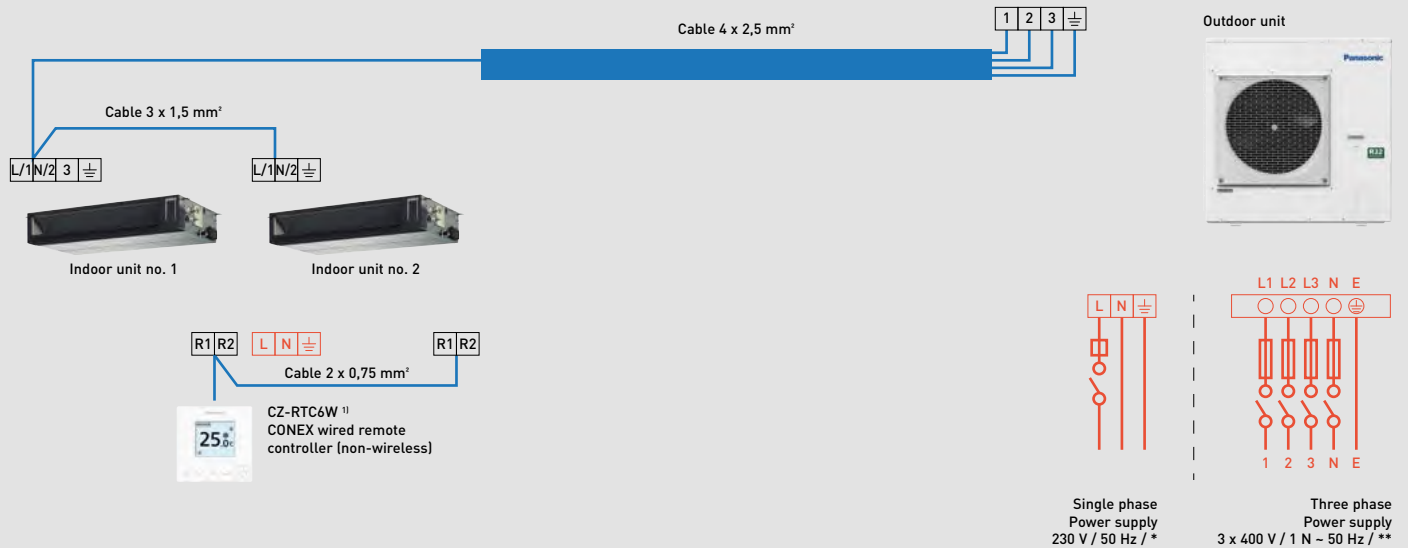 Cable 4 x 2,5 mm²
1 2 3
Outdoor unit
Panasonic
R32
Cable 3 x 1,5 mm²
L/1 N/2 3
L/1 N/2
Indoor unit no. 1
Indoor unit no. 2
R1 R2
L N
R1 R2
Cable 2 x 0,75 mm²
25.0c
CZ-RTC6W 1)
CONEX wired remote
controller (non-wireless)
L N
L1 L2 L3 N E
1 2 3 N E
Single phase
Power supply
230 V / 50 Hz / *
Three phase
Power supply
3 x 400 V / 1 N ~ 50 Hz / **